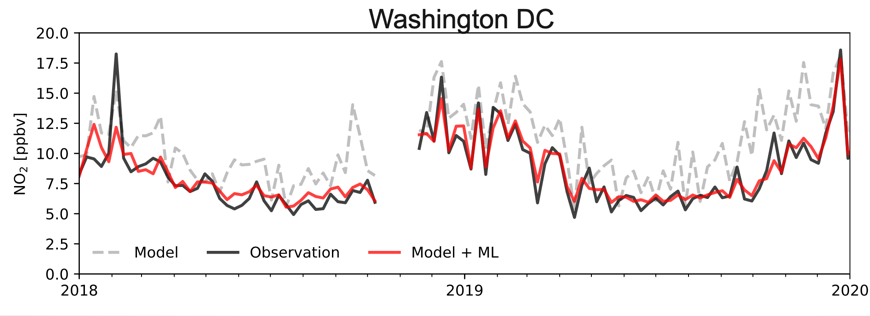 Washington DC
20.0
17.5
15.0
12.5
10.0
7.5
5.0
2.5
0.0
NO₂ [ppbv]
Model
Observation
Model + ML
2018
2019
2020